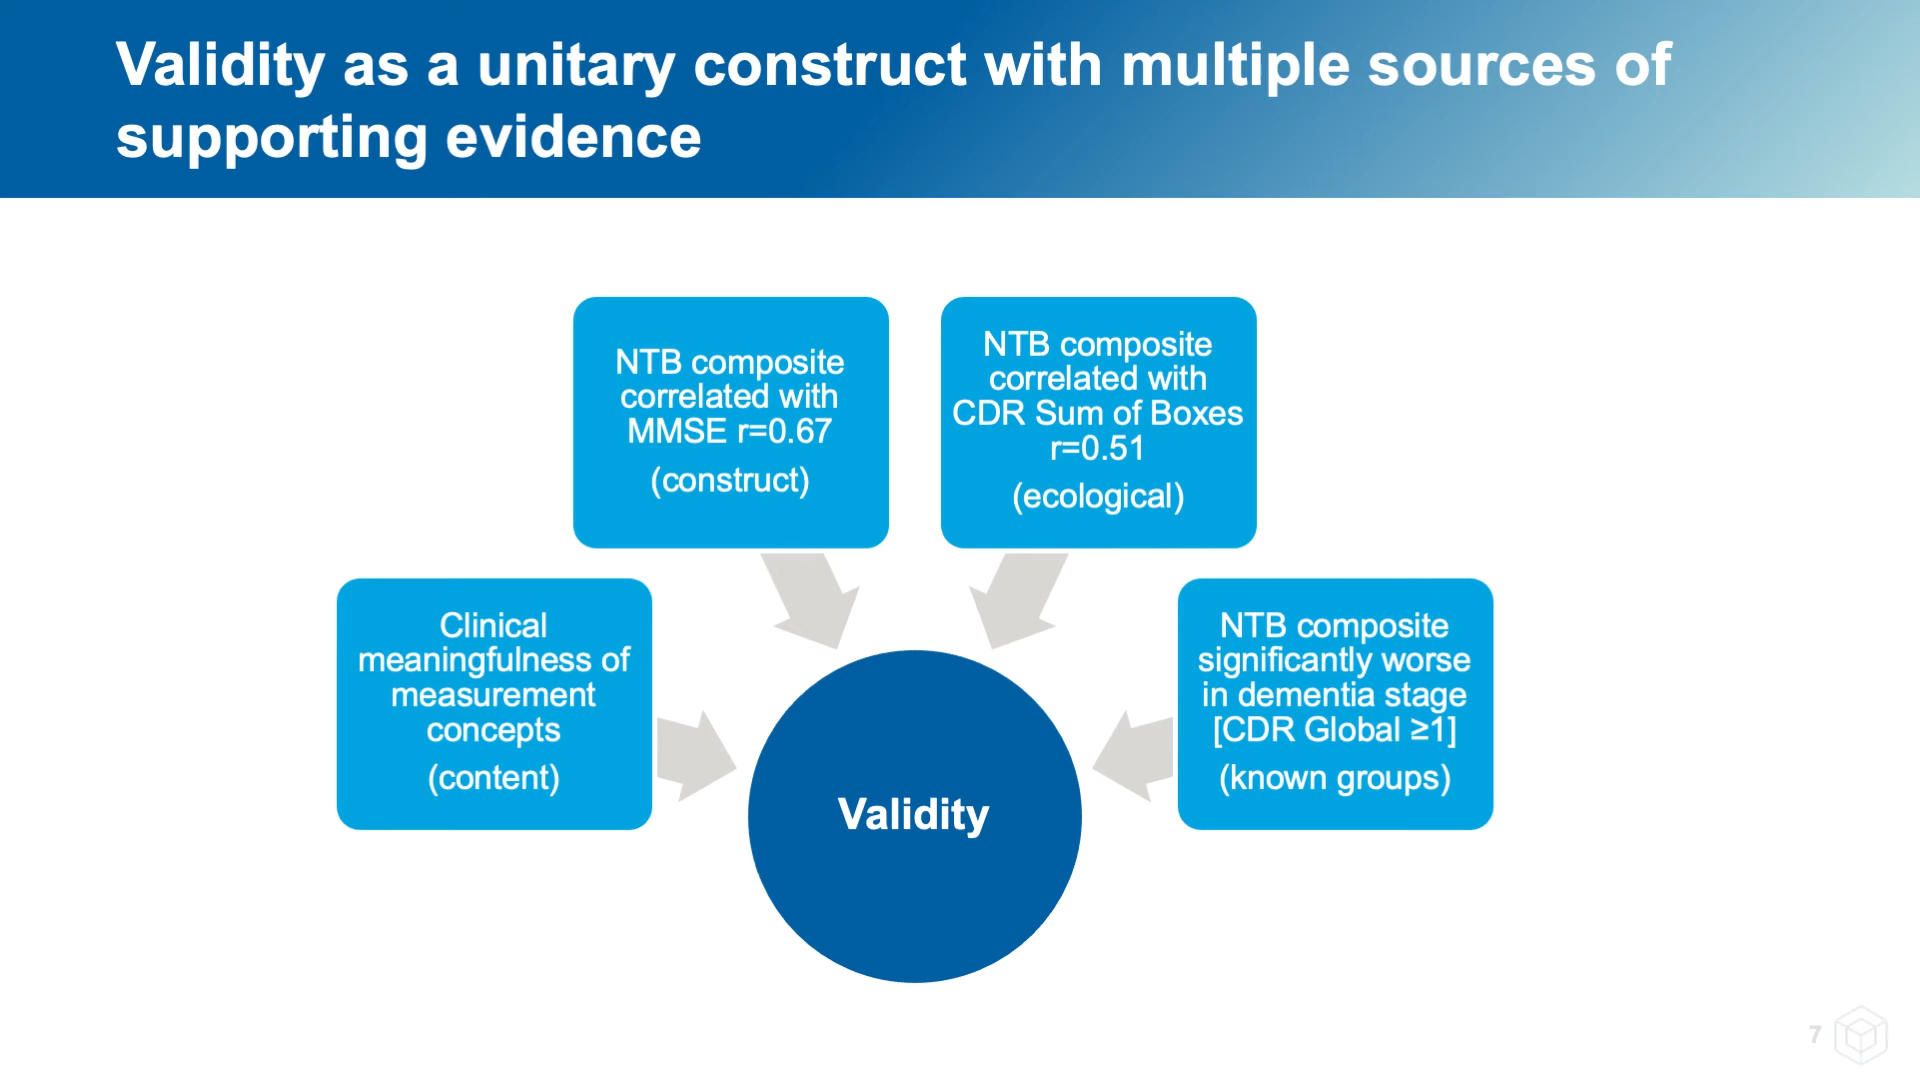 Validity as a unitary construct with multiple sources of
supporting evidence
NTB composite
correlated with
MMSE r=0.67
(construct)
NTB composite
correlated with
CDR Sum of Boxes
r=0.51
(ecological)
Clinical
meaningfulness of
measurement
concepts
(content)
NTB composite
significantly worse
in dementia stage
[CDR Global ≥1]
(known groups)
Validity
7